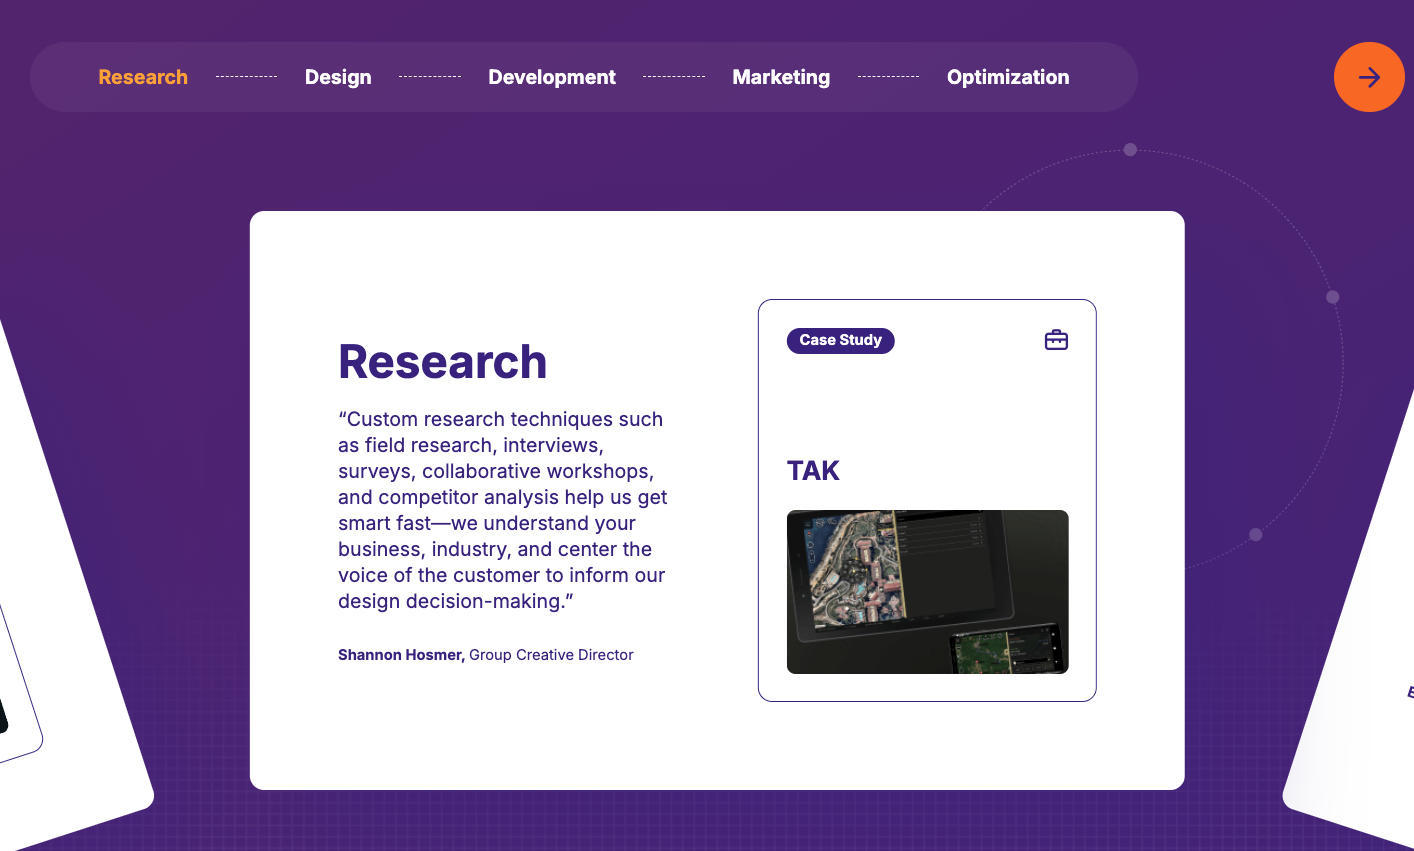 Research
Design
Development
Marketing
Optimization
Research
“Custom research techniques such
as field research, interviews,
surveys, collaborative workshops,
and competitor analysis help us get
smart fast—we understand your
business, industry, and center the
voice of the customer to inform our
design decision-making.”
Shannon Hosmer, Group Creative Director
Case Study
TAK